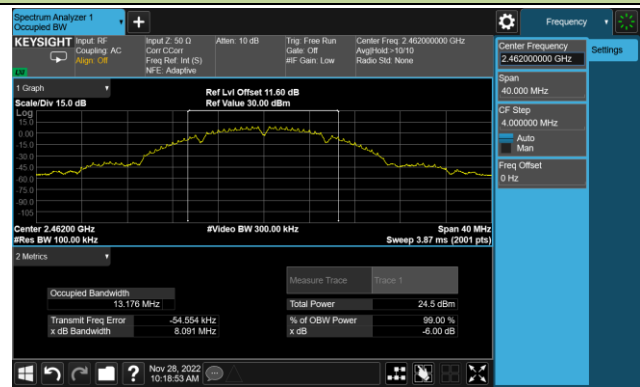 Spectrum Analyzer 1
Occupied BW
Frequency
KEYSIGHT
Input: RF
Coupling: AC
Align: Off
Input Z: 50 Ω
Corr CCorr
Freq Ref: Int (S)
NFE: Adaptive
Atten: 10 dB
Trig: Free Run
Gate: Off
#IF Gain: Low
Center Freq: 2.462000000 GHz
Avg|Hold:>10/10
Radio Std: None
Center Frequency
2.462000000 GHz
Settings
Span
40.000 MHz
CF Step
4.000000 MHz
Auto
Man
Freq Offset
0 Hz
1 Graph
Scale/Div 15.0 dB
Ref Lvl Offset 11.60 dB
Ref Value 30.00 dBm
Log
15.0
0.00
-15.0
-30.0
-45.0
-60.0
-75.0
-90.0
-105
Center 2.46200 GHz
#Res BW 100.00 kHz
#Video BW 300.00 kHz
Span 40 MHz
Sweep 3.87 ms (2001 pts)
2 Metrics
Measure Trace
Trace 1
Occupied Bandwidth
13.176 MHz
Total Power
24.5 dBm
Transmit Freq Error
-54.554 kHz
% of OBW Power
99.00 %
x dB Bandwidth
8.091 MHz
x dB
-6.00 dB
Nov 28, 2022
10:18:53 AM